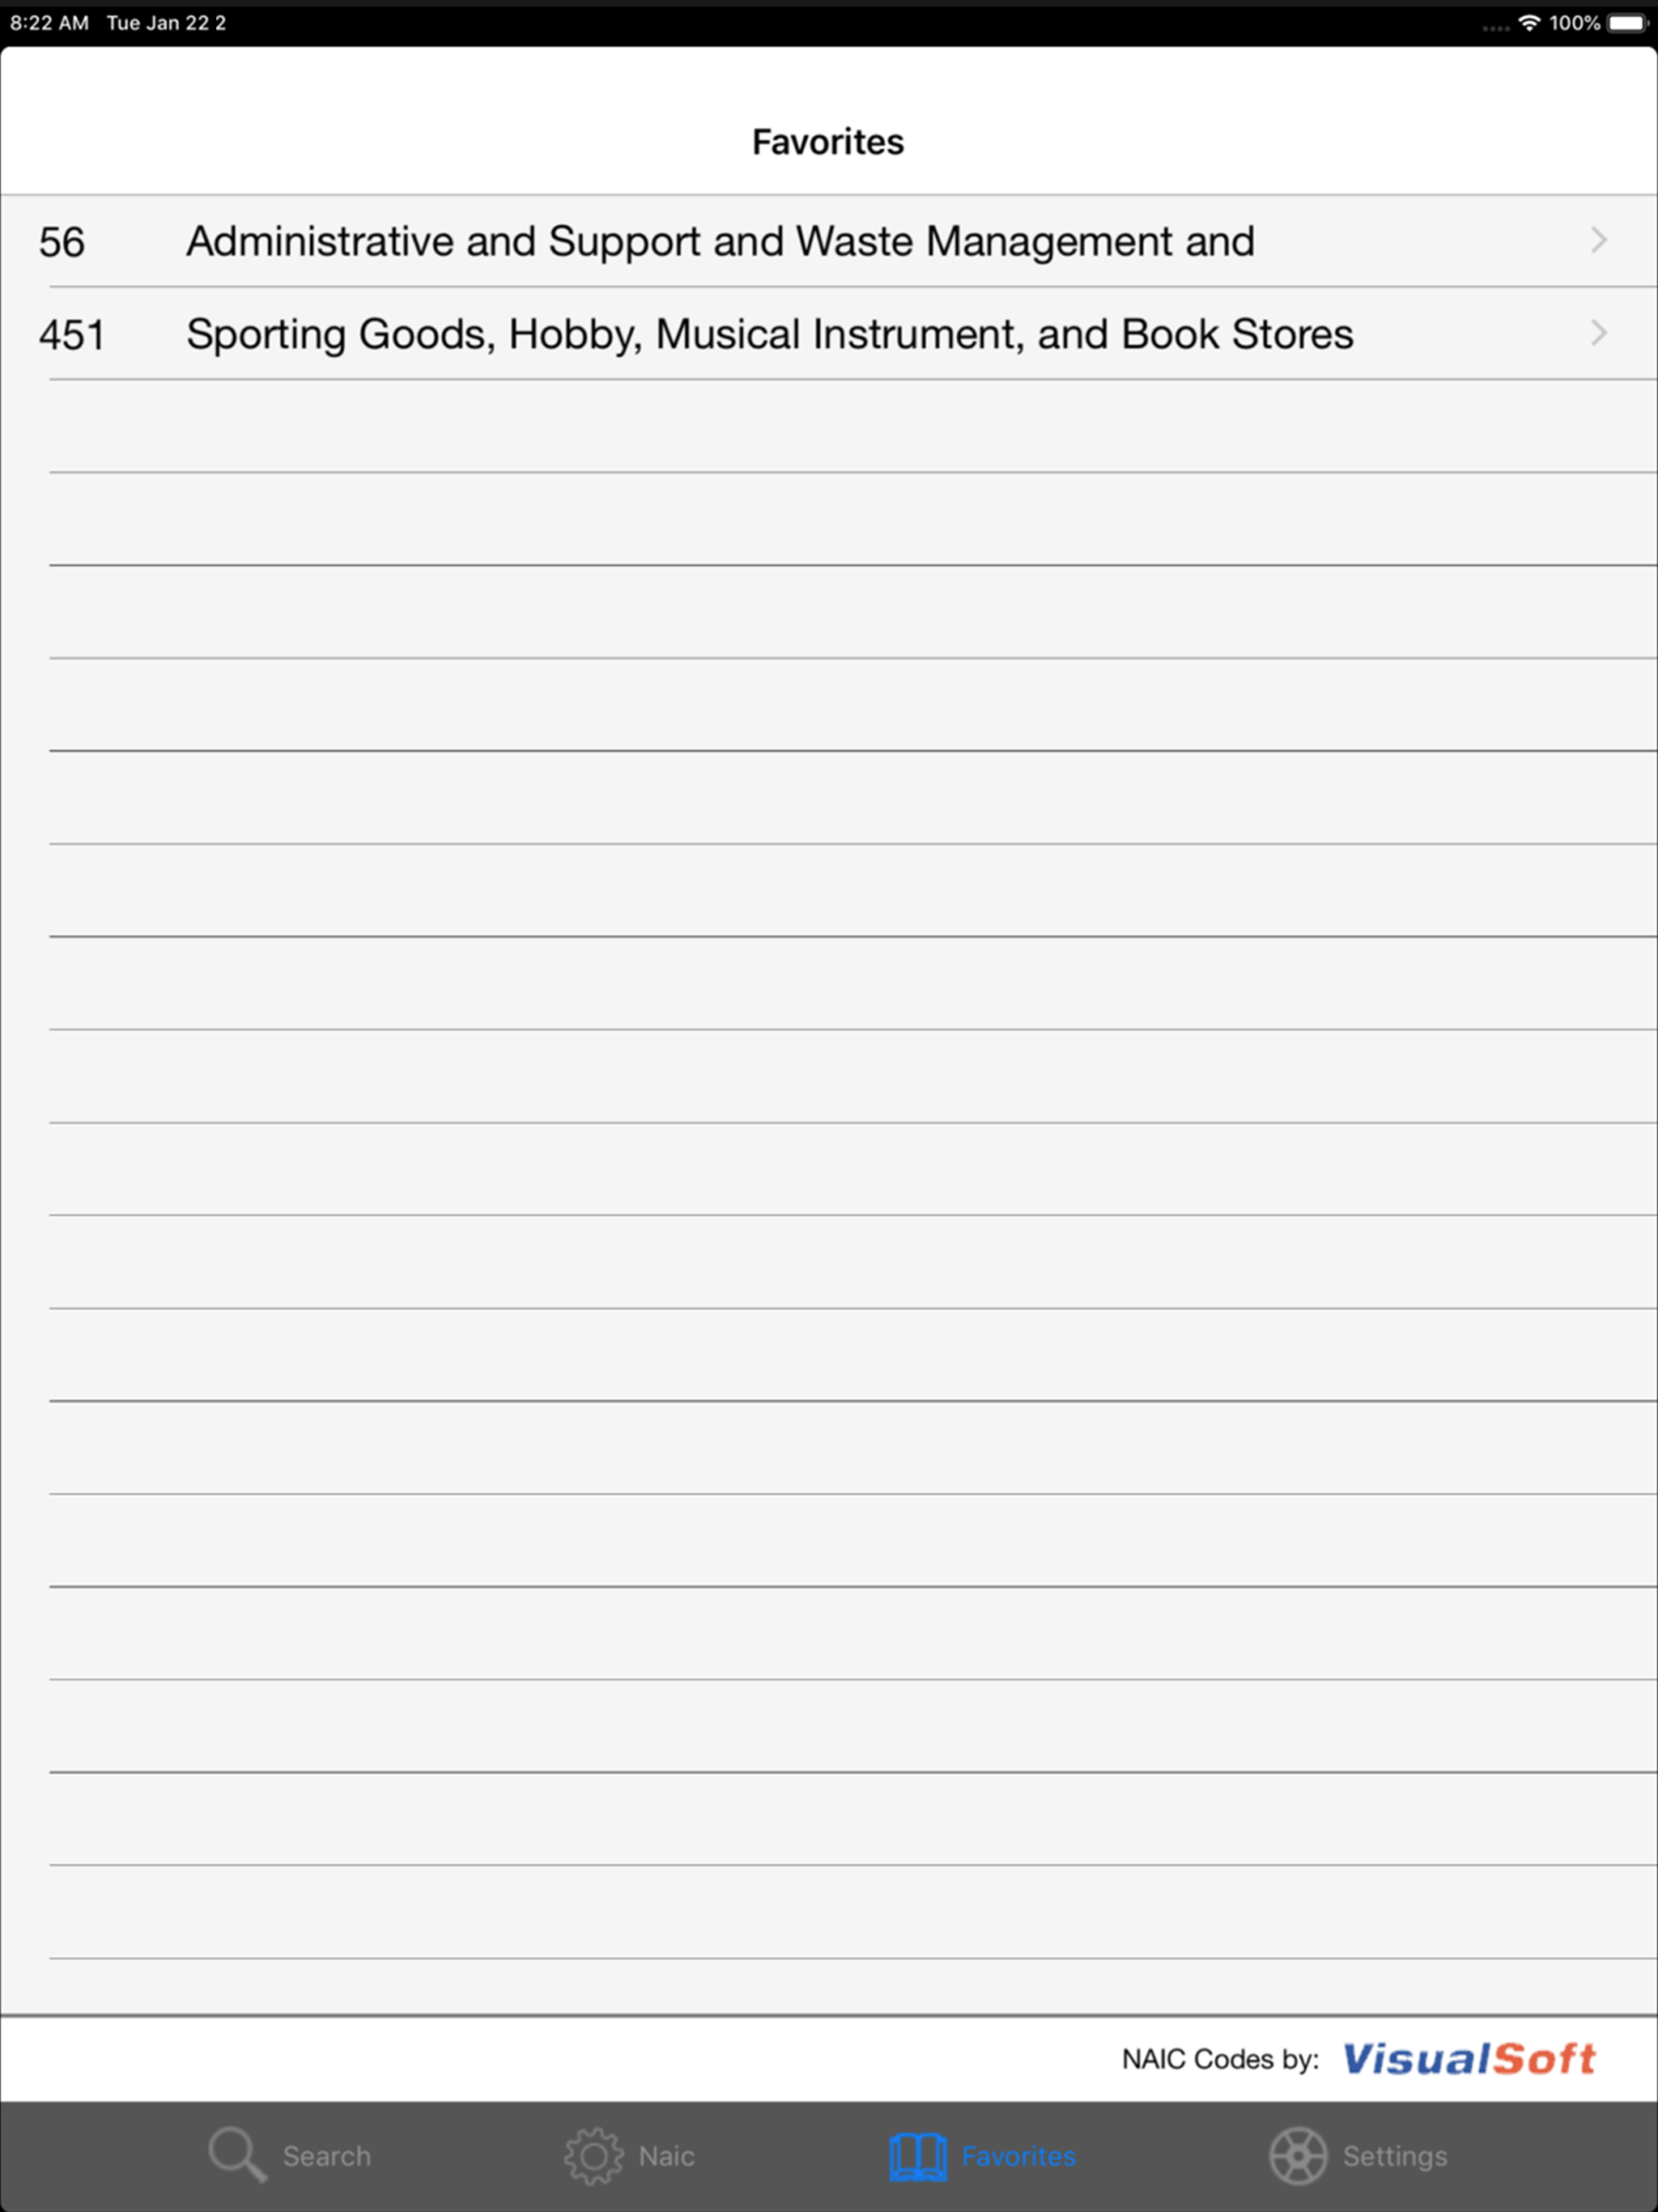 8:22 AM Tue Jan 22 2 100%
Favorites
56 Administrative and Support and Waste Management and
451 Sporting Goods, Hobby, Musical Instrument, and Book Stores
NAIC Codes by: VisualSoft
Search Naic Favorites Settings